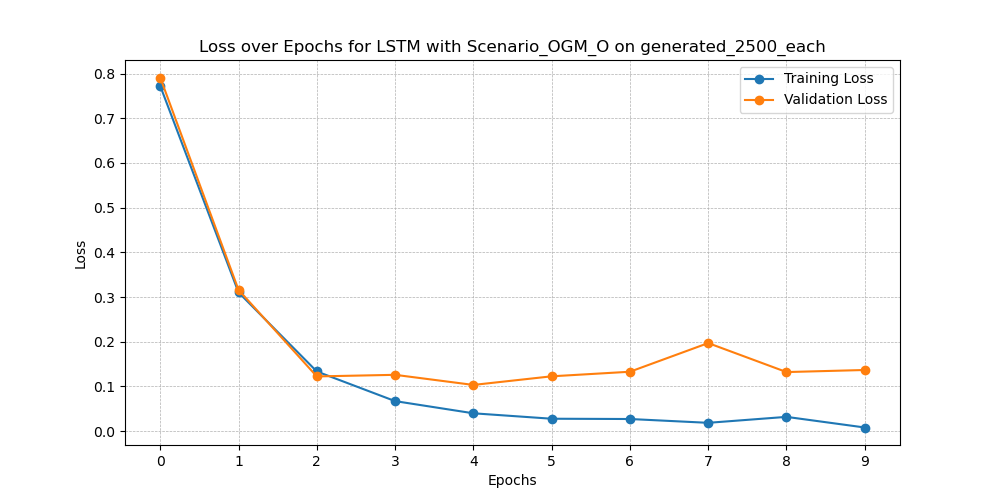 Loss over Epochs for LSTM with Scenario_OGM_O on generated_2500_each
Training Loss
Validation Loss
0.8
0.7
0.6
0.5
0.4
0.3
0.2
0.1
0.0
Loss
0 1 2 3 4 5 6 7 8 9
Epochs